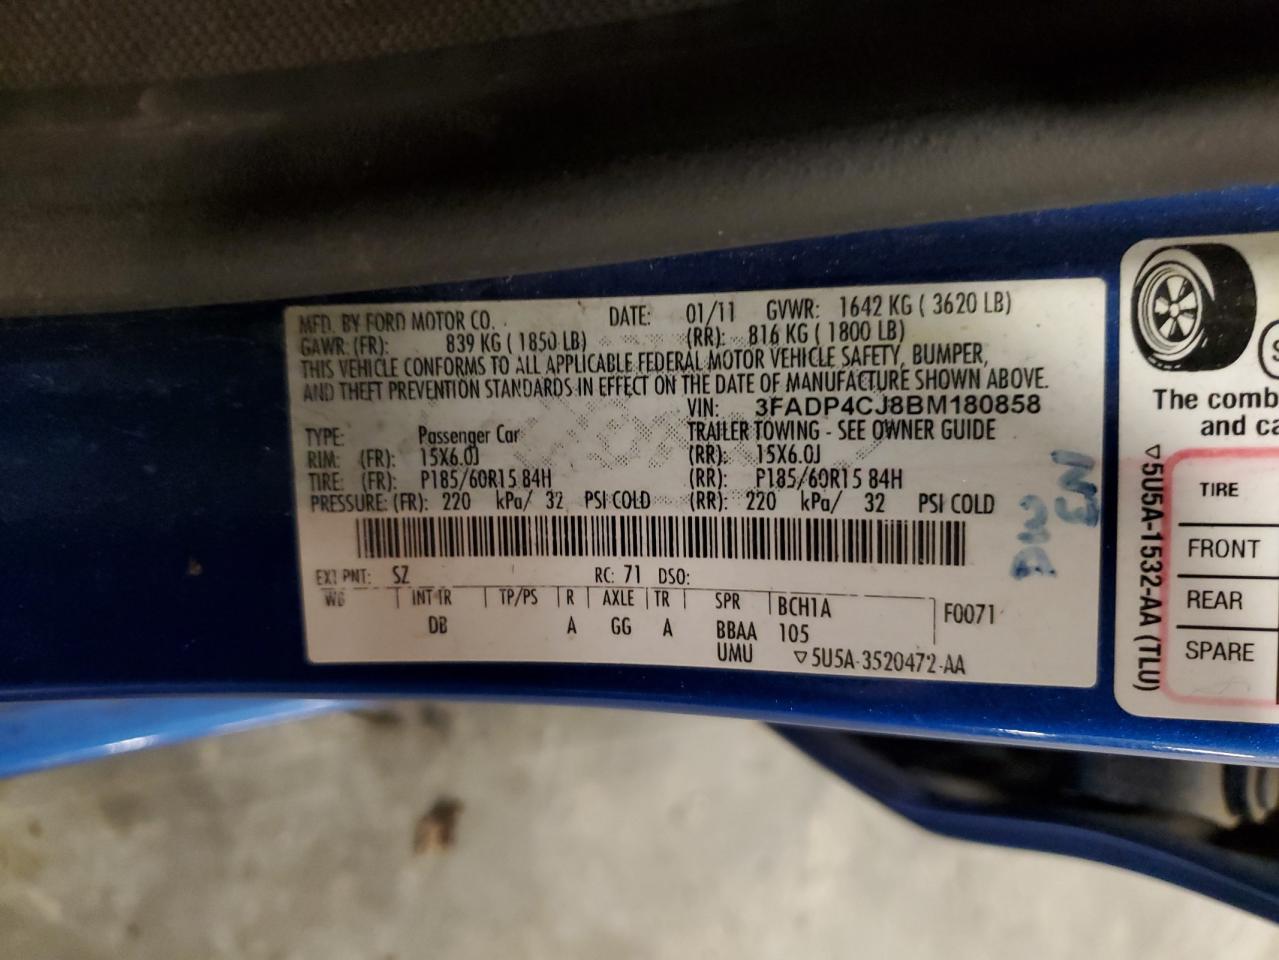 MFD. BY FORD MOTOR CO. DATE: 01/11 GVWR: 1642 KG ( 3620 LB)
GAWR: (FR): 839 KG ( 1850 LB) (RR): 816 KG ( 1800 LB)
THIS VEHICLE CONFORMS TO ALL APPLICABLE FEDERAL MOTOR VEHICLE SAFETY, BUMPER,
AND THEFT PREVENTION STANDARDS IN EFFECT ON THE DATE OF MANUFACTURE SHOWN ABOVE.
VIN: 3FADP4CJ8BM180858
TYPE: Passenger Car TRAILER TOWING - SEE OWNER GUIDE
RIM: (FR): 15X6.0J (RR): 15X6.0J
TIRE: (FR): P185/60R15 84H (RR): P185/60R15 84H
PRESSURE: (FR): 220 kPa/ 32 PSI COLD (RR): 220 kPa/ 32 PSI COLD
EXT PNT: SZ RC: 71 DSO:
WB INT TR TP/PS R AXLE TR SPR BCH1A F0071
DB A GG A BBAA 105
UMU ▽5U5A-3520472-AA
The comb
and ca
▽5U5A-1532-AA (TLU)
TIRE
FRONT
REAR
SPARE